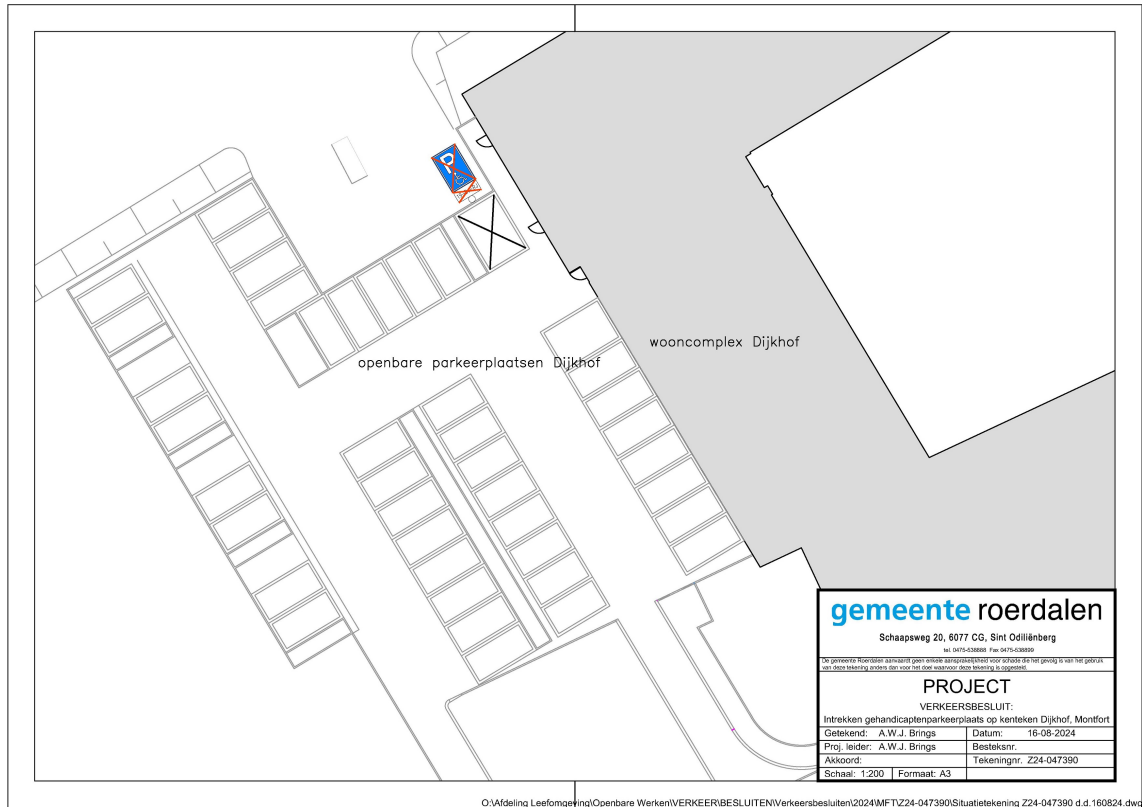 P
wooncomplex Dijkhof
openbare parkeerplaatsen Dijkhof
gemeente roerdalen
Schaapsweg 20, 6077 CG, Sint Odiliënberg
tel. 0475-538888 Fax 0475-538899
De gemeente Roerdalen aanvaardt geen enkele aansprakelijkheid voor schade die het gevolg is van het gebruik
van deze tekening anders dan voor het doel waarvoor deze tekening is opgesteld.
PROJECT
VERKEERSBESLUIT:
Intrekken gehandicaptenparkeerplaats op kenteken Dijkhof, Montfort
Getekend: A.W.J. Brings Datum: 16-08-2024
Proj. leider: A.W.J. Brings Besteksnr.
Akkoord: Tekeningnr. Z24-047390
Schaal: 1:200 Formaat: A3
O:\Afdeling Leefomgeving\Openbare Werken\VERKEER\BESLUITEN\Verkeersbesluiten\2024\MFT\Z24-047390\Situatietekening Z24-047390 d.d.160824.dwg